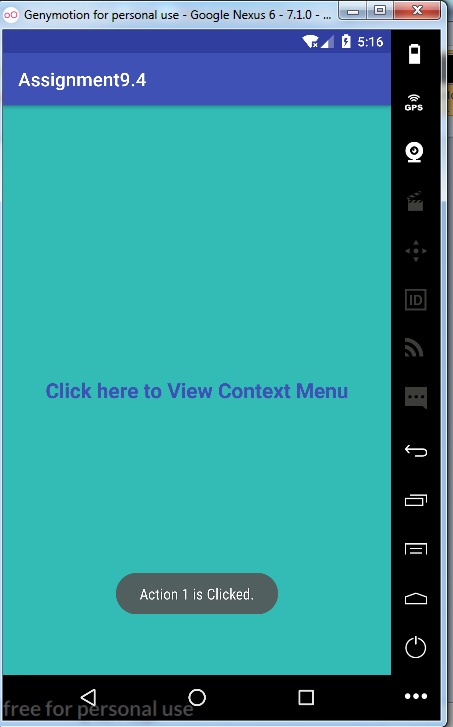 Genymotion for personal use - Google Nexus 6 - 7.1.0 - ...
5:16
Assignment9.4
GPS
ID
Click here to View Context Menu
Action 1 is Clicked.
free for personal use